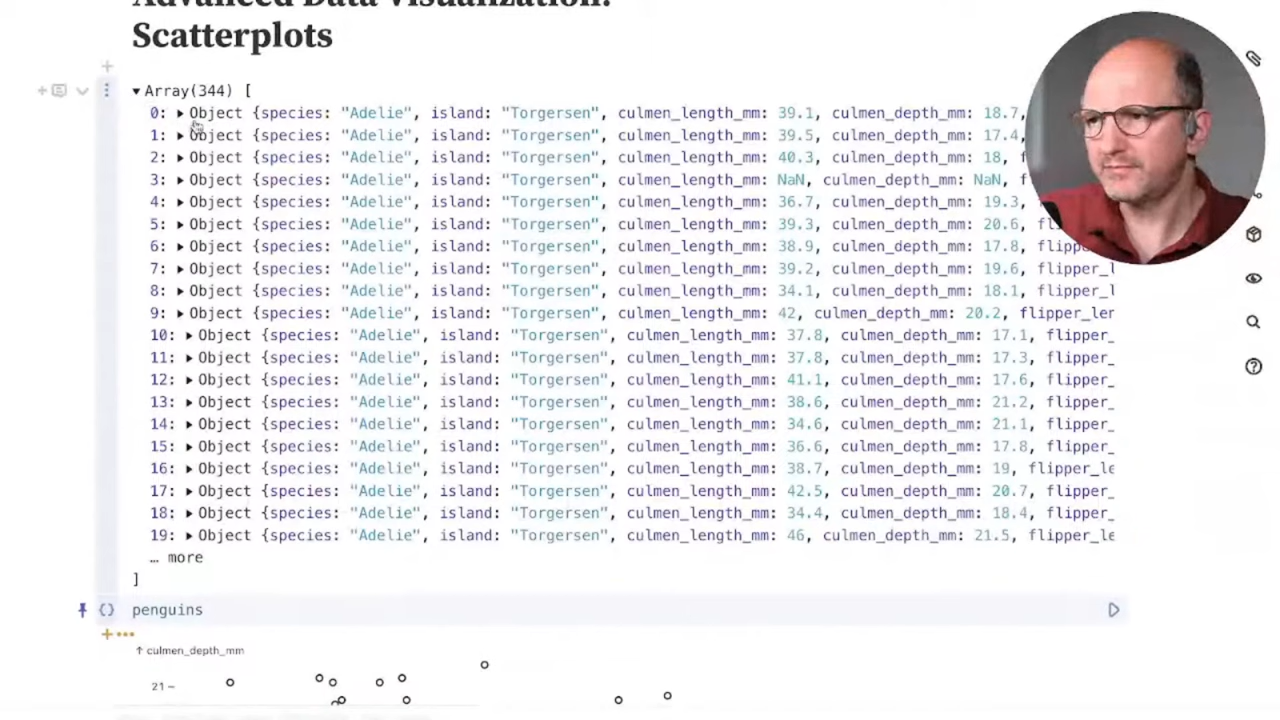 Advanced Data Visualization:
Scatterplots
Array(344) [
0: Object {species: "Adelie", island: "Torgersen", culmen_length_mm: 39.1, culmen_depth_mm: 18.7,
1: Object {species: "Adelie", island: "Torgersen", culmen_length_mm: 39.5, culmen_depth_mm: 17.4,
2: Object {species: "Adelie", island: "Torgersen", culmen_length_mm: 40.3, culmen_depth_mm: 18, f
3: Object {species: "Adelie", island: "Torgersen", culmen_length_mm: NaN, culmen_depth_mm: NaN, f
4: Object {species: "Adelie", island: "Torgersen", culmen_length_mm: 36.7, culmen_depth_mm: 19.3,
5: Object {species: "Adelie", island: "Torgersen", culmen_length_mm: 39.3, culmen_depth_mm: 20.6,
6: Object {species: "Adelie", island: "Torgersen", culmen_length_mm: 38.9, culmen_depth_mm: 17.8, flipp
7: Object {species: "Adelie", island: "Torgersen", culmen_length_mm: 39.2, culmen_depth_mm: 19.6, flipper_l
8: Object {species: "Adelie", island: "Torgersen", culmen_length_mm: 34.1, culmen_depth_mm: 18.1, flipper_l
9: Object {species: "Adelie", island: "Torgersen", culmen_length_mm: 42, culmen_depth_mm: 20.2, flipper_len
10: Object {species: "Adelie", island: "Torgersen", culmen_length_mm: 37.8, culmen_depth_mm: 17.1, flipper_
11: Object {species: "Adelie", island: "Torgersen", culmen_length_mm: 37.8, culmen_depth_mm: 17.3, flipper_
12: Object {species: "Adelie", island: "Torgersen", culmen_length_mm: 41.1, culmen_depth_mm: 17.6, flipper_
13: Object {species: "Adelie", island: "Torgersen", culmen_length_mm: 38.6, culmen_depth_mm: 21.2, flipper_
14: Object {species: "Adelie", island: "Torgersen", culmen_length_mm: 34.6, culmen_depth_mm: 21.1, flipper_
15: Object {species: "Adelie", island: "Torgersen", culmen_length_mm: 36.6, culmen_depth_mm: 17.8, flipper_
16: Object {species: "Adelie", island: "Torgersen", culmen_length_mm: 38.7, culmen_depth_mm: 19, flipper_le
17: Object {species: "Adelie", island: "Torgersen", culmen_length_mm: 42.5, culmen_depth_mm: 20.7, flipper_
18: Object {species: "Adelie", island: "Torgersen", culmen_length_mm: 34.4, culmen_depth_mm: 18.4, flipper_
19: Object {species: "Adelie", island: "Torgersen", culmen_length_mm: 46, culmen_depth_mm: 21.5, flipper_le
… more
]
penguins
↑ culmen_depth_mm
21